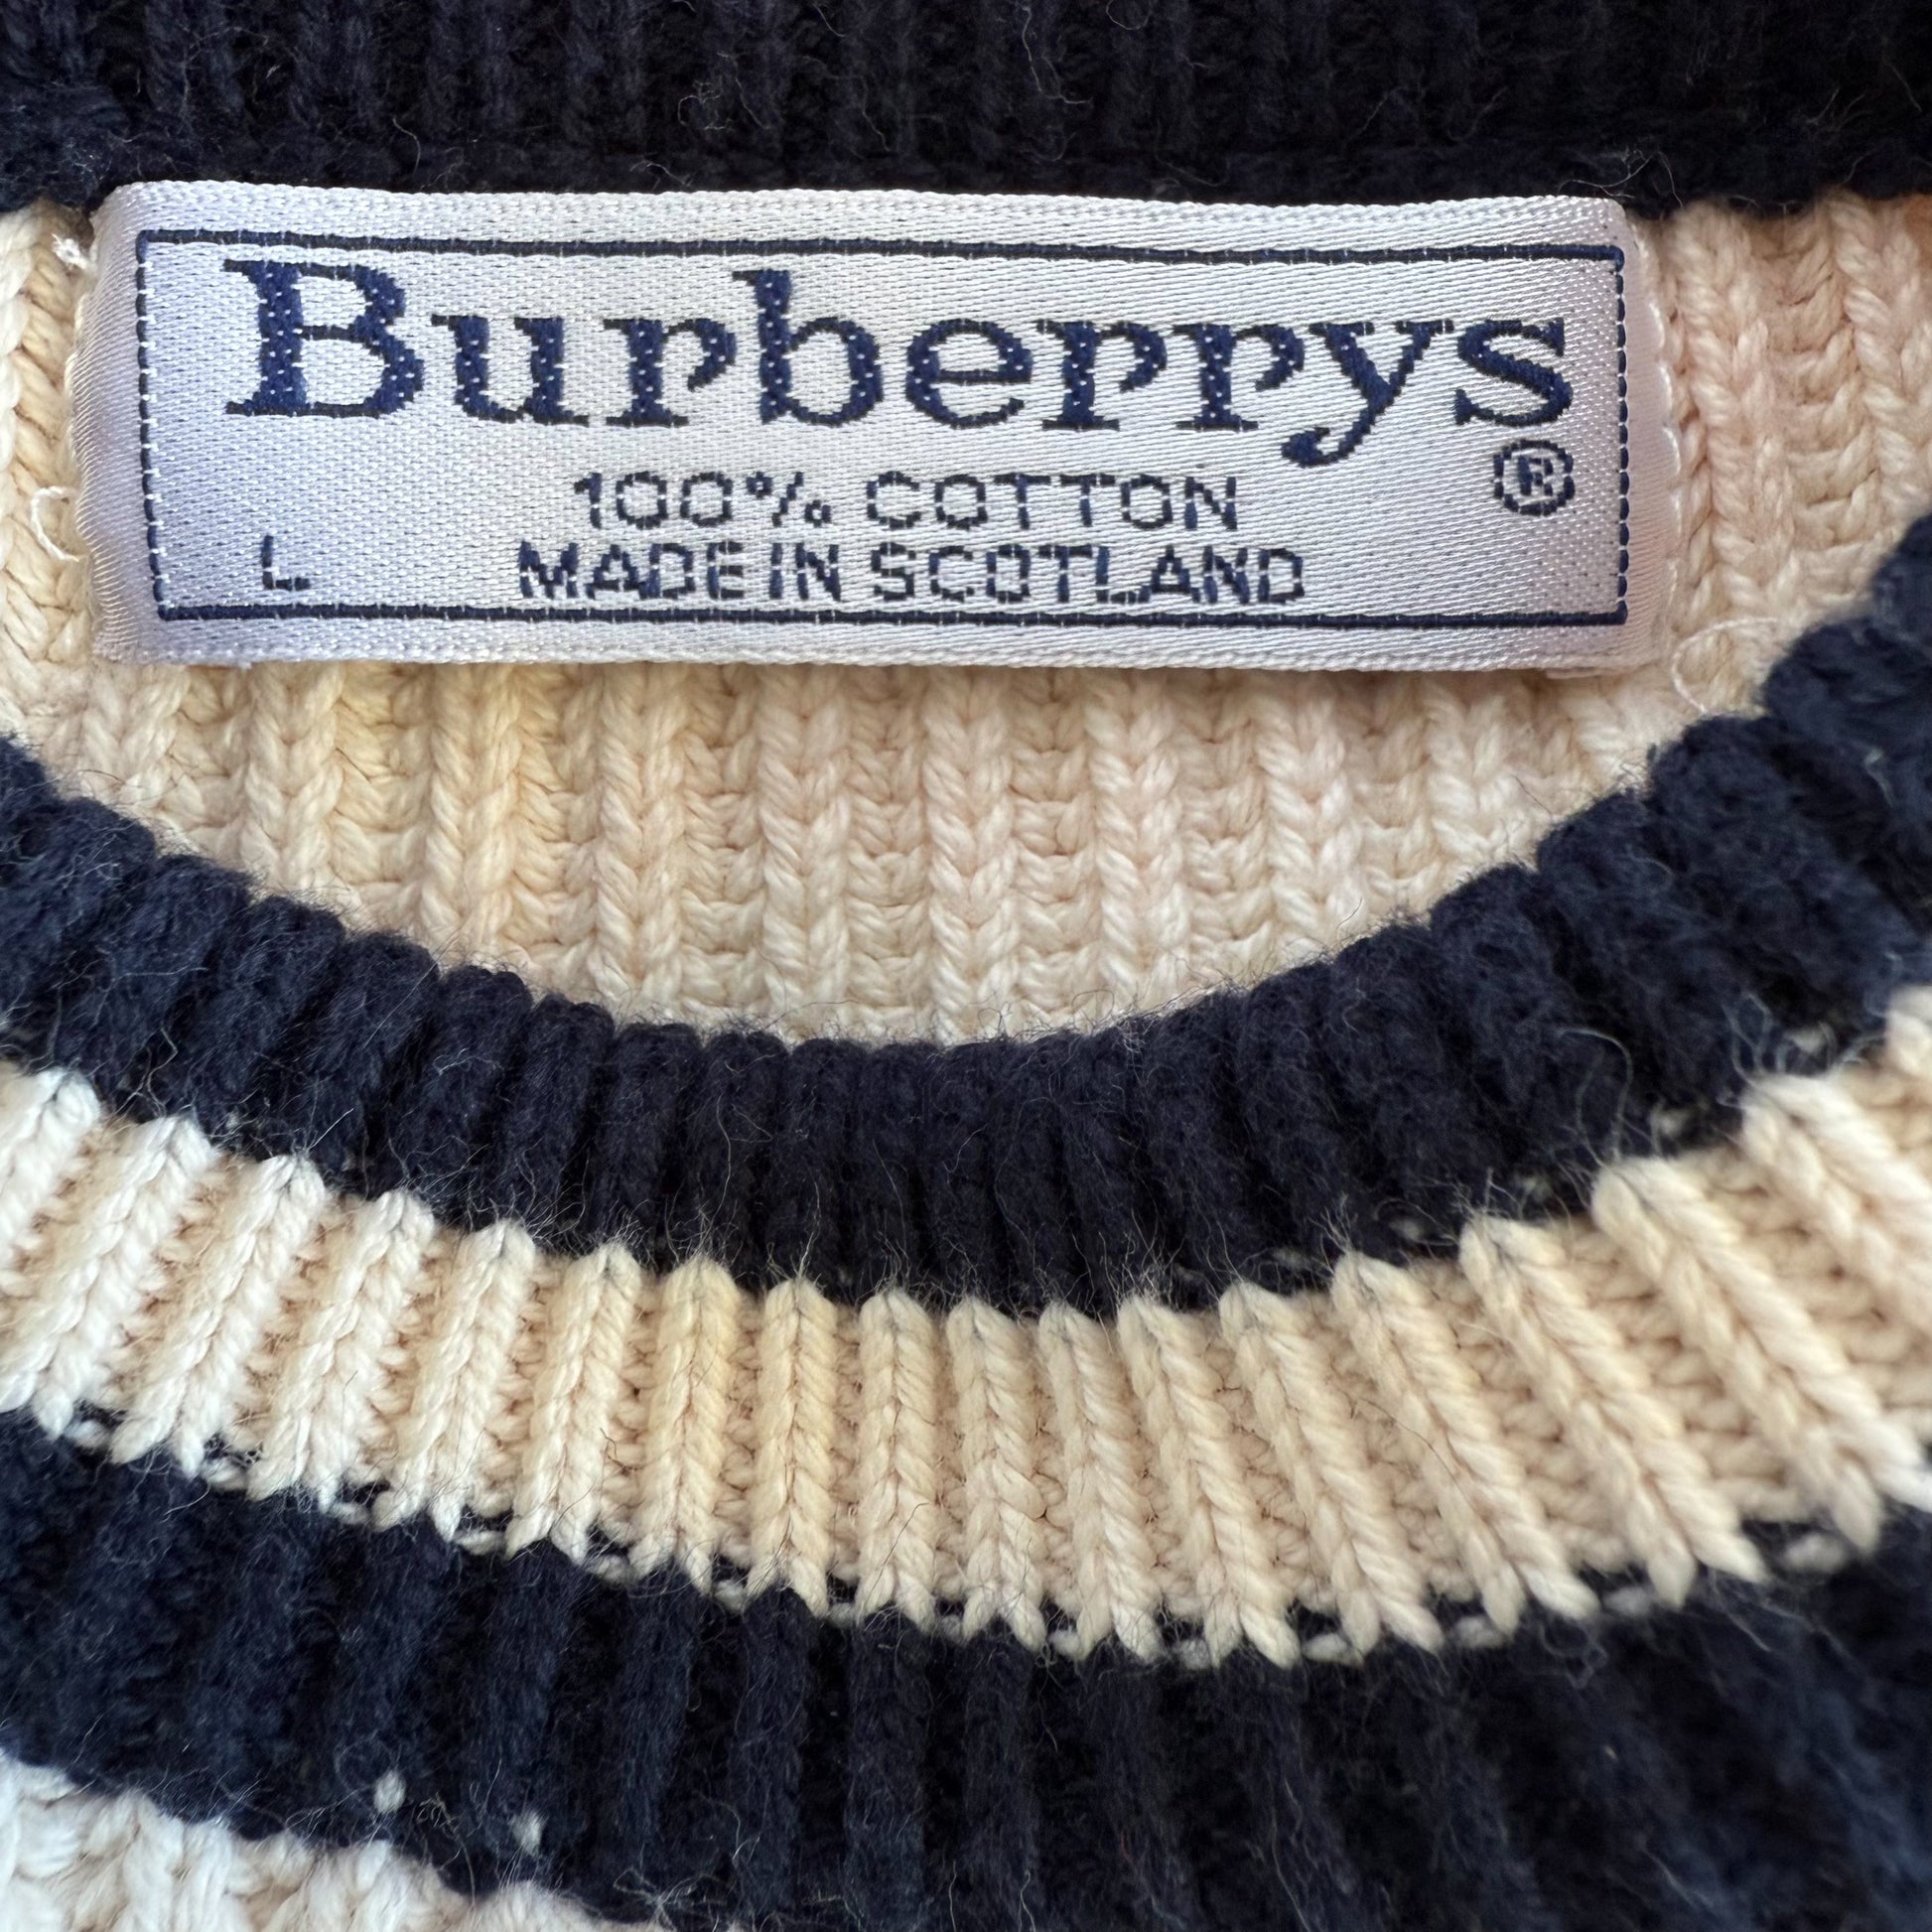 Burberrys
®
100% COTTON
L MADE IN SCOTLAND